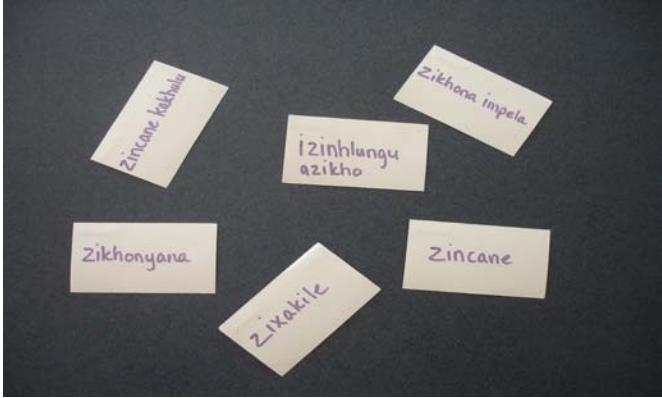 zincane kakhulu
zikhona impela
izinhlungu
azikho
zikhonyana
zincane
zixakile